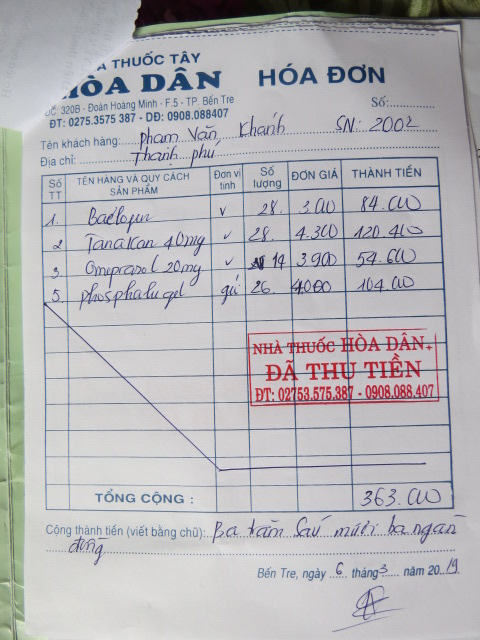 THUỐC TÂY
HÒA DÂN HÓA ĐƠN
ĐC: 320B - Đoàn Hoàng Minh - F.5 - TP. Bến Tre
ĐT: 0275.3575 387 - DĐ: 0908.088407 Số:
Tên khách hàng: Phạm Văn Khánh SN: 2002
Địa chỉ: Thạnh phú
Số TT TÊN HÀNG VÀ QUY CÁCH SẢN PHẨM Đơn vị tính Số lượng ĐƠN GIÁ THÀNH TIỀN
1. v 28. 3.000 84.000
2 Tanakan 40mg v 28. 4.300 120.400
3 Omeprazol 20mg v 14 3.900 54.600
5. phosphalugel gói 26. 4000 104.000
NHÀ THUỐC HÒA DÂN
ĐÃ THU TIỀN
ĐT: 02753.575.387 - 0908.088.407
TỔNG CỘNG : 363.000
Cộng thành tiền (viết bằng chữ): Ba trăm sáu mươi ba ngàn
đồng
Bến Tre, ngày 6 tháng 3 năm 2019